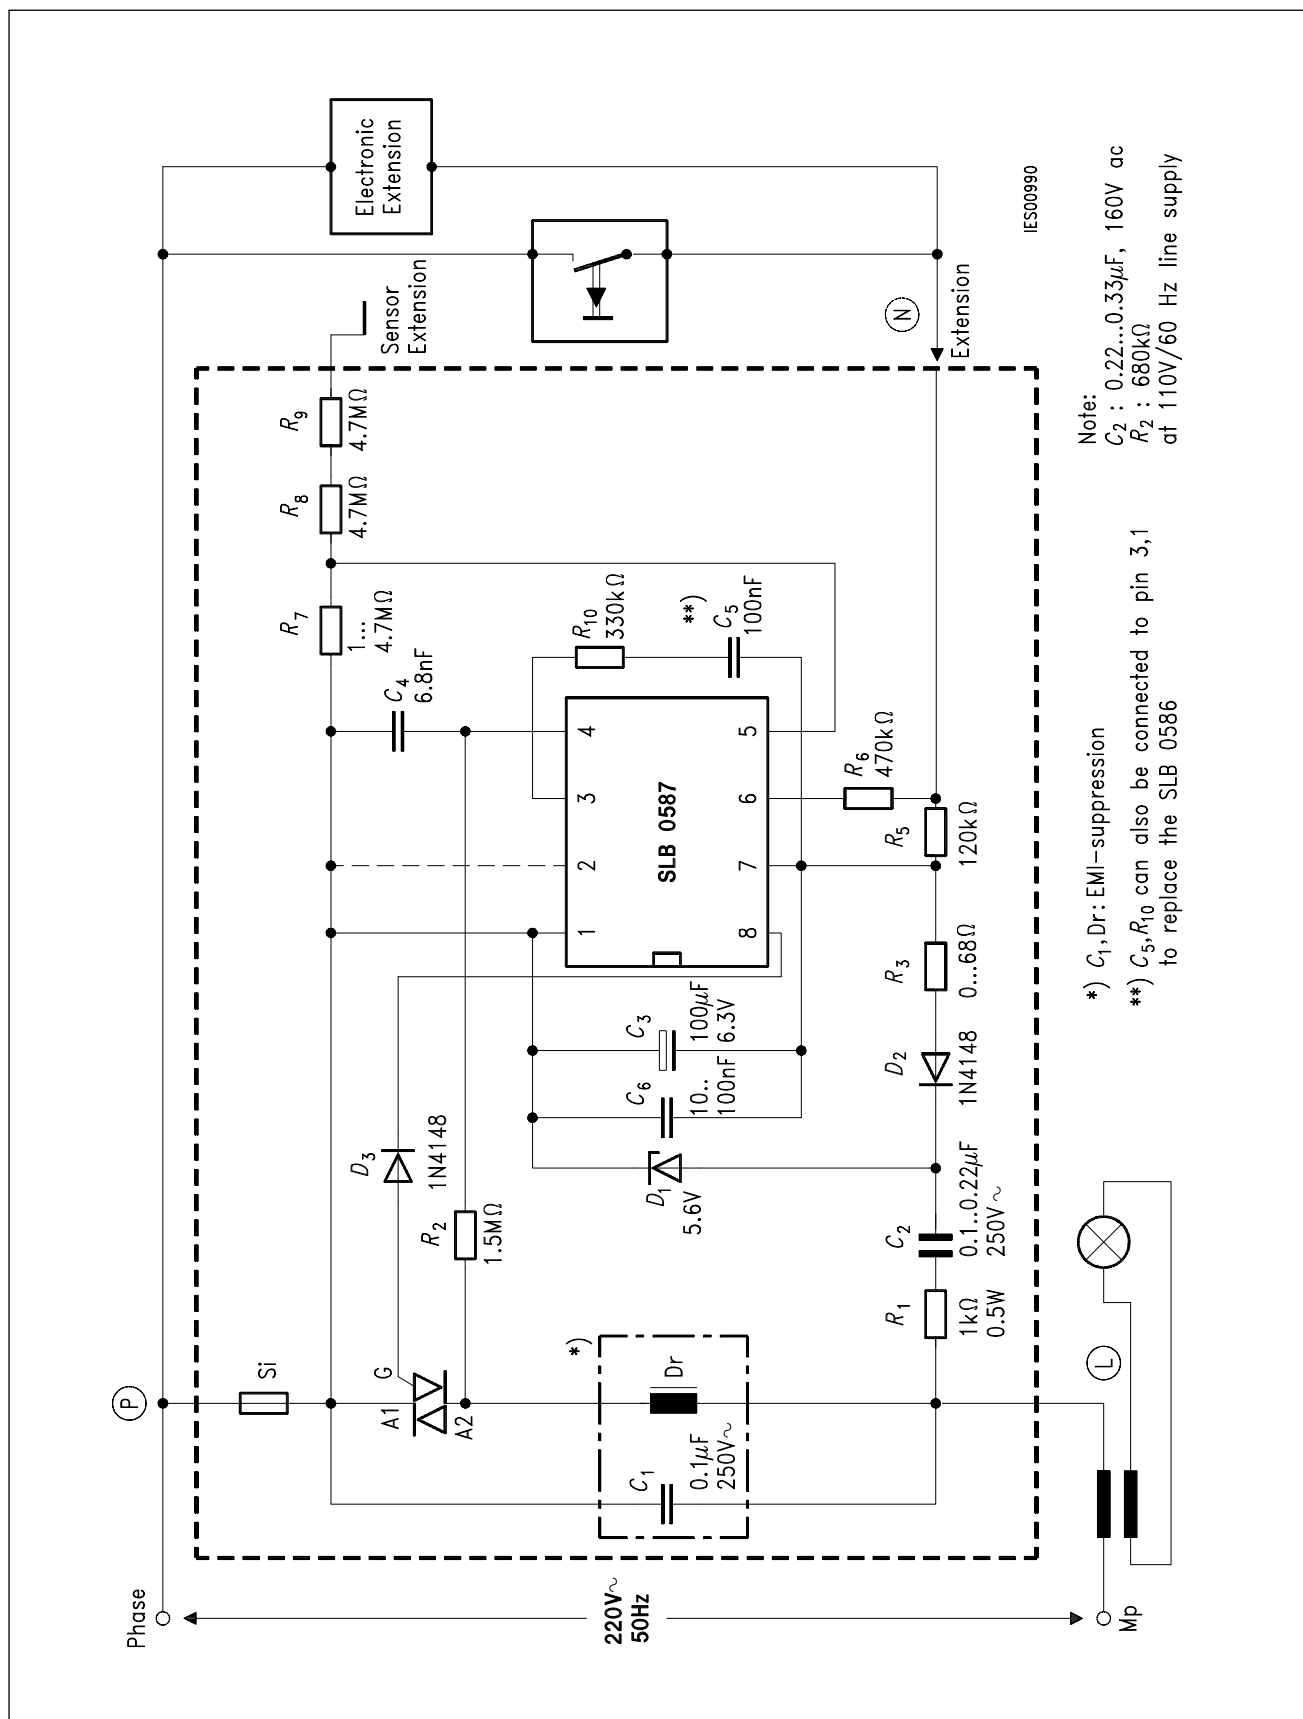 Phase
P
Si
A1
G
A2
D3
1N4148
R2
1.5MΩ
*)
C1
0.1μF
250V~
Dr
220V~
50Hz
Mp
L
R1
1kΩ
0.5W
C2
0.1..0.22μF
250V~
D1
5.6V
C6
10..
100nF
C3
100μF
6.3V
D2
1N4148
R3
0...68Ω
R5
120kΩ
R6
470kΩ
SLB 0587
1
2
3
4
8
7
6
5
C4
6.8nF
R10
330kΩ
**)
C5
100nF
R7
1...
4.7MΩ
R8
4.7MΩ
R9
4.7MΩ
Sensor
Extension
Electronic
Extension
N
Extension
IES00990
*) C1,Dr: EMI-suppression
**) C5,R10 can also be connected to pin 3,1
to replace the SLB 0586
Note:
C2 : 0.22...0.33μF, 160V ac
R2 : 680kΩ
at 110V/60 Hz line supply